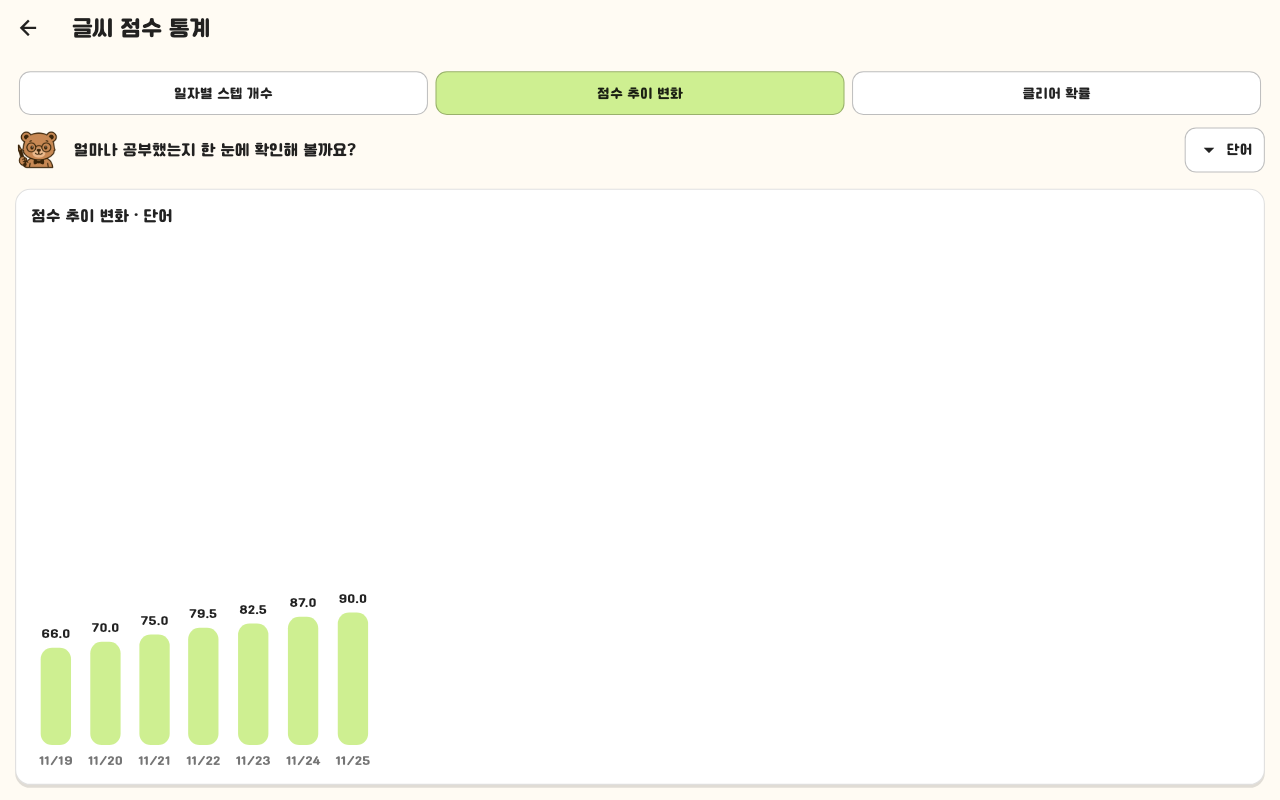 글씨 점수 통계
일자별 스텝 개수
점수 추이 변화
클리어 확률
얼마나 공부했는지 한 눈에 확인해 볼까요?
단어
점수 추이 변화 · 단어
66.0 70.0 75.0 79.5 82.5 87.0 90.0
11/19 11/20 11/21 11/22 11/23 11/24 11/25